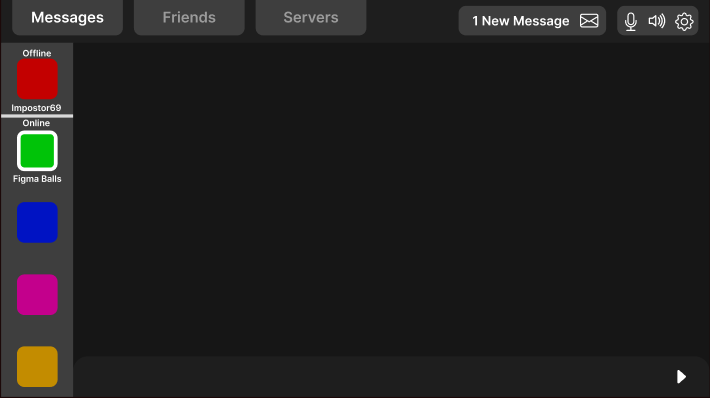 Messages
Friends
Servers
1 New Message
Offline
Impostor69
Online
Figma Balls